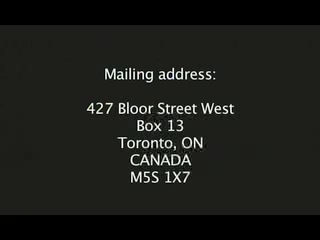 Mailing address:
427 Bloor Street West
Box 13
Toronto, ON
CANADA
M5S 1X7